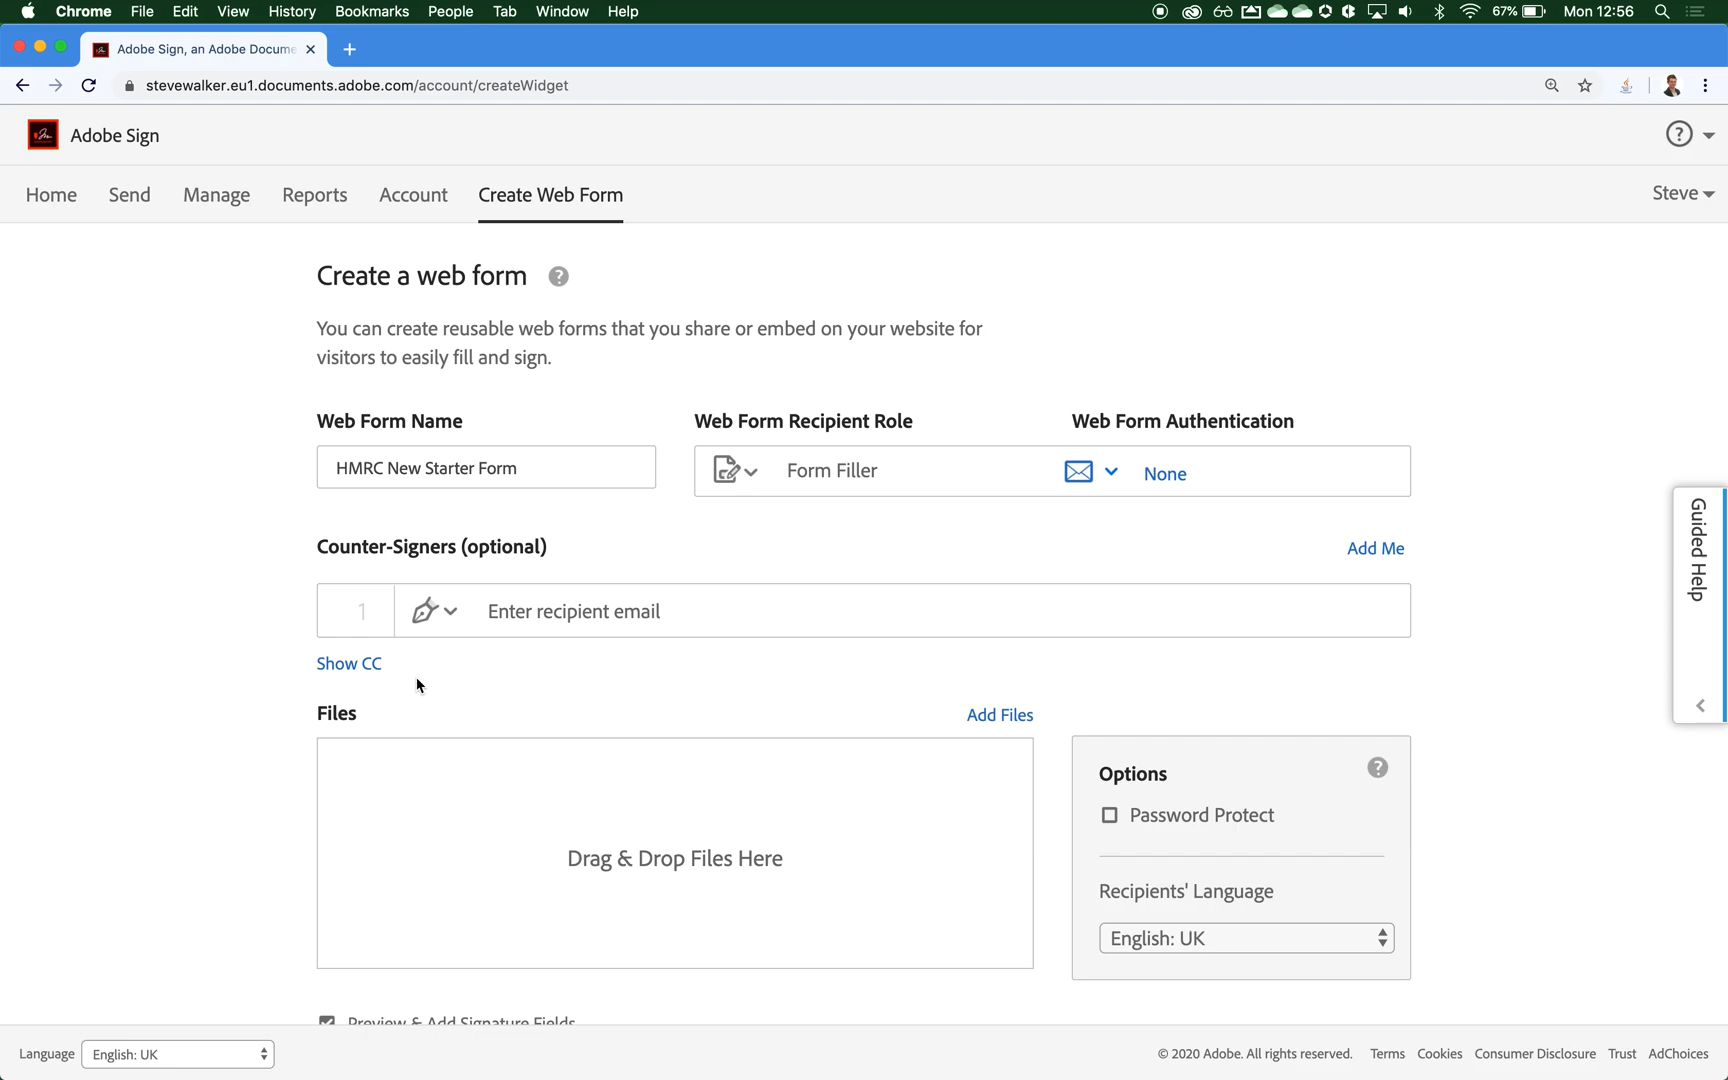 Chrome File Edit View History Bookmarks People Tab Window Help 67% Mon 12:56
Adobe Sign, an Adobe Docume
stevewalker.eu1.documents.adobe.com/account/createWidget
Adobe Sign
?
Home Send Manage Reports Account Create Web Form Steve
Create a web form ?
You can create reusable web forms that you share or embed on your website for
visitors to easily fill and sign.
Web Form Name Web Form Recipient Role Web Form Authentication
HMRC New Starter Form Form Filler None
Counter-Signers (optional) Add Me
1 Enter recipient email
Show CC
Guided Help
Files Add Files
Options ?
Password Protect
Drag & Drop Files Here
Recipients' Language
English: UK
Preview & Add Signature Fields
Language English: UK © 2020 Adobe. All rights reserved. Terms Cookies Consumer Disclosure Trust AdChoices